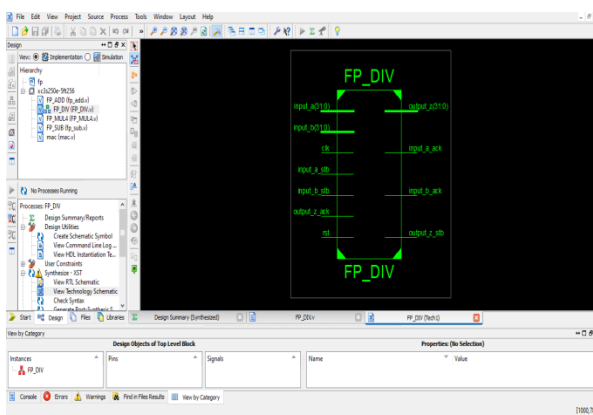 File Edit View Project Source Process Tools Window Layout Help
Design
View: Implementation Simulation
Hierarchy
fp
xc3s250e-5ft256
FP_ADD (fp_add.v)
FP_DIV (FP_DIV.v)
FP_MUL4 (FP_MUL4.v)
FP_SUB (fp_sub.v)
mac (mac.v)
No Processes Running
Processes: FP_DIV
Design Summary/Reports
Design Utilities
Create Schematic Symbol
View Command Line Log ...
View HDL Instantiation Te...
User Constraints
Synthesize - XST
View RTL Schematic
View Technology Schematic
Check Syntax
Generate Post-Synthesis S...
Start Design Files Libraries
FP_DIV
input_a(31:0) output_z(31:0)
input_b(31:0)
clk input_a_ack
input_a_stb
input_b_stb input_b_ack
output_z_ack
rst output_z_stb
FP_DIV
Design Summary (Synthesized) FP_DIV.v FP_DIV (Tech1)
View by Category
Design Objects of Top Level Block Properties: (No Selection)
Instances Pins Signals Name Value
FP_DIV
Console Errors Warnings Find in Files Results View by Category